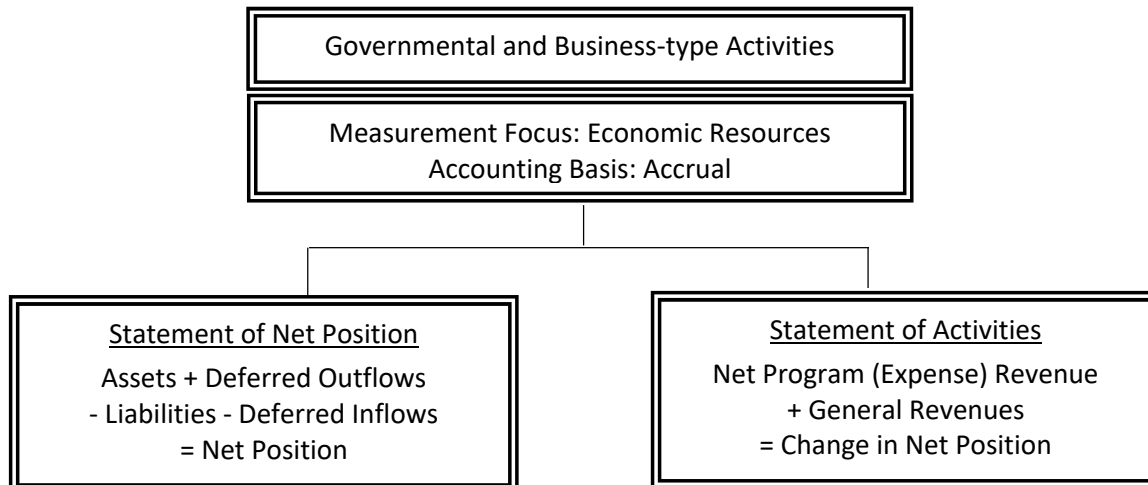 Governmental and Business-type Activities
Measurement Focus: Economic Resources
Accounting Basis: Accrual
Statement of Net Position
Assets + Deferred Outflows
- Liabilities - Deferred Inflows
= Net Position
Statement of Activities
Net Program (Expense) Revenue
+ General Revenues
= Change in Net Position